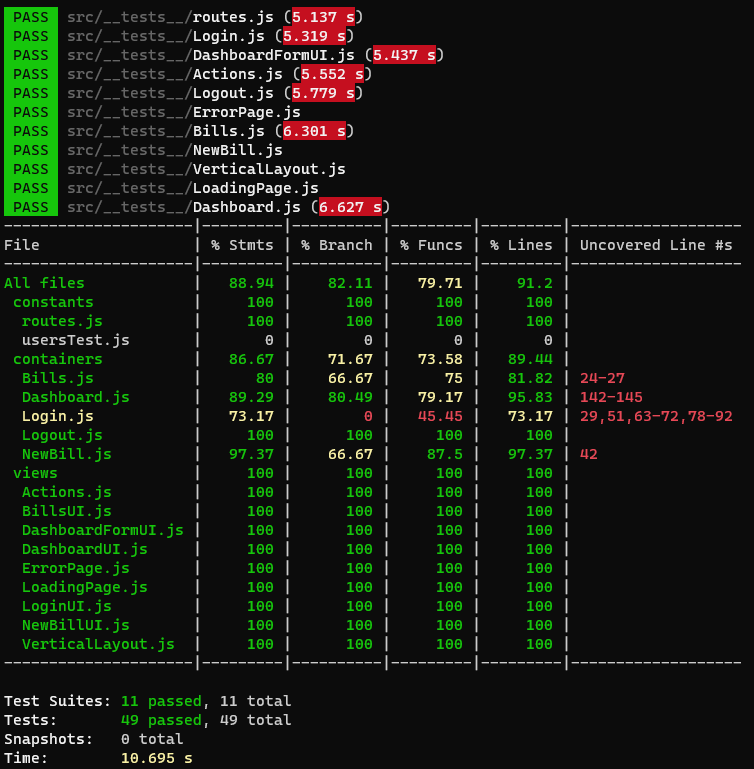 PASS src/__tests__/routes.js (5.137 s)
PASS src/__tests__/Login.js (5.319 s)
PASS src/__tests__/DashboardFormUI.js (5.437 s)
PASS src/__tests__/Actions.js (5.552 s)
PASS src/__tests__/Logout.js (5.779 s)
PASS src/__tests__/ErrorPage.js
PASS src/__tests__/Bills.js (6.301 s)
PASS src/__tests__/NewBill.js
PASS src/__tests__/VerticalLayout.js
PASS src/__tests__/LoadingPage.js
PASS src/__tests__/Dashboard.js (6.627 s)
---------------------|---------|----------|---------|---------|-------------------
File                 | % Stmts | % Branch | % Funcs | % Lines | Uncovered Line #s
---------------------|---------|----------|---------|---------|-------------------
All files            |   88.94 |    82.11 |   79.71 |    91.2 |
 constants           |     100 |      100 |     100 |     100 |
  routes.js          |     100 |      100 |     100 |     100 |
  usersTest.js       |       0 |        0 |       0 |       0 |
 containers          |   86.67 |    71.67 |   73.58 |   89.44 |
  Bills.js           |      80 |    66.67 |      75 |   81.82 | 24-27
  Dashboard.js       |   89.29 |    80.49 |   79.17 |   95.83 | 142-145
  Login.js           |   73.17 |        0 |   45.45 |   73.17 | 29,51,63-72,78-92
  Logout.js          |     100 |      100 |     100 |     100 |
  NewBill.js         |   97.37 |    66.67 |    87.5 |   97.37 | 42
 views               |     100 |      100 |     100 |     100 |
  Actions.js         |     100 |      100 |     100 |     100 |
  BillsUI.js         |     100 |      100 |     100 |     100 |
  DashboardFormUI.js |     100 |      100 |     100 |     100 |
  DashboardUI.js     |     100 |      100 |     100 |     100 |
  ErrorPage.js       |     100 |      100 |     100 |     100 |
  LoadingPage.js     |     100 |      100 |     100 |     100 |
  LoginUI.js         |     100 |      100 |     100 |     100 |
  NewBillUI.js       |     100 |      100 |     100 |     100 |
  VerticalLayout.js  |     100 |      100 |     100 |     100 |
---------------------|---------|----------|---------|---------|-------------------
Test Suites: 11 passed, 11 total
Tests:       49 passed, 49 total
Snapshots:   0 total
Time:        10.695 s